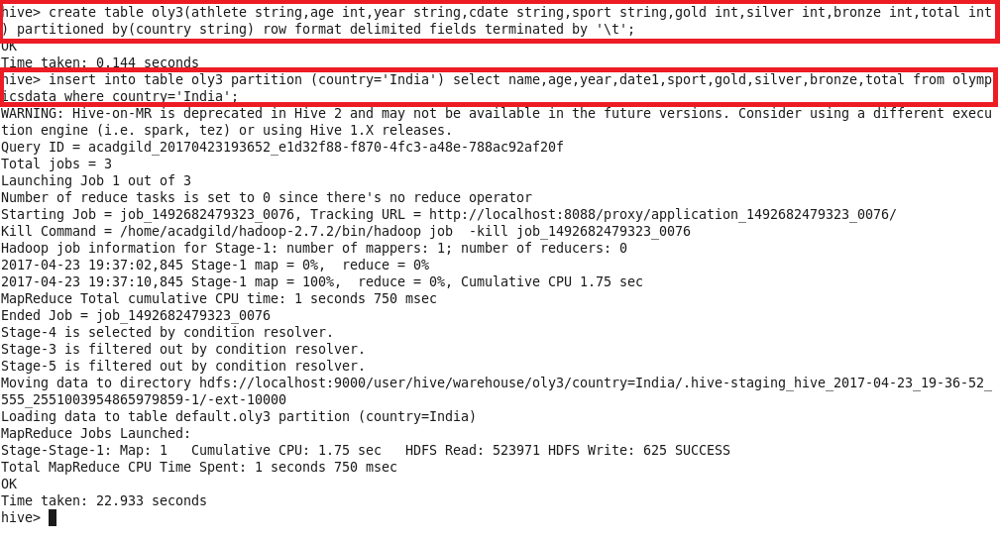 hive> create table oly3(athlete string,age int,year string,cdate string,sport string,gold int,silver int,bronze int,total int
) partitioned by(country string) row format delimited fields terminated by '\t';
OK
Time taken: 0.144 seconds
hive> insert into table oly3 partition (country='India') select name,age,year,date1,sport,gold,silver,bronze,total from olymp
icsdata where country='India';
WARNING: Hive-on-MR is deprecated in Hive 2 and may not be available in the future versions. Consider using a different execu
tion engine (i.e. spark, tez) or using Hive 1.X releases.
Query ID = acadgild_20170423193652_e1d32f88-f870-4fc3-a48e-788ac92af20f
Total jobs = 3
Launching Job 1 out of 3
Number of reduce tasks is set to 0 since there's no reduce operator
Starting Job = job_1492682479323_0076, Tracking URL = http://localhost:8088/proxy/application_1492682479323_0076/
Kill Command = /home/acadgild/hadoop-2.7.2/bin/hadoop job  -kill job_1492682479323_0076
Hadoop job information for Stage-1: number of mappers: 1; number of reducers: 0
2017-04-23 19:37:02,845 Stage-1 map = 0%,  reduce = 0%
2017-04-23 19:37:10,845 Stage-1 map = 100%,  reduce = 0%, Cumulative CPU 1.75 sec
MapReduce Total cumulative CPU time: 1 seconds 750 msec
Ended Job = job_1492682479323_0076
Stage-4 is selected by condition resolver.
Stage-3 is filtered out by condition resolver.
Stage-5 is filtered out by condition resolver.
Moving data to directory hdfs://localhost:9000/user/hive/warehouse/oly3/country=India/.hive-staging_hive_2017-04-23_19-36-52_
555_2551003954865979859-1/-ext-10000
Loading data to table default.oly3 partition (country=India)
MapReduce Jobs Launched:
Stage-Stage-1: Map: 1   Cumulative CPU: 1.75 sec   HDFS Read: 523971 HDFS Write: 625 SUCCESS
Total MapReduce CPU Time Spent: 1 seconds 750 msec
OK
Time taken: 22.933 seconds
hive>